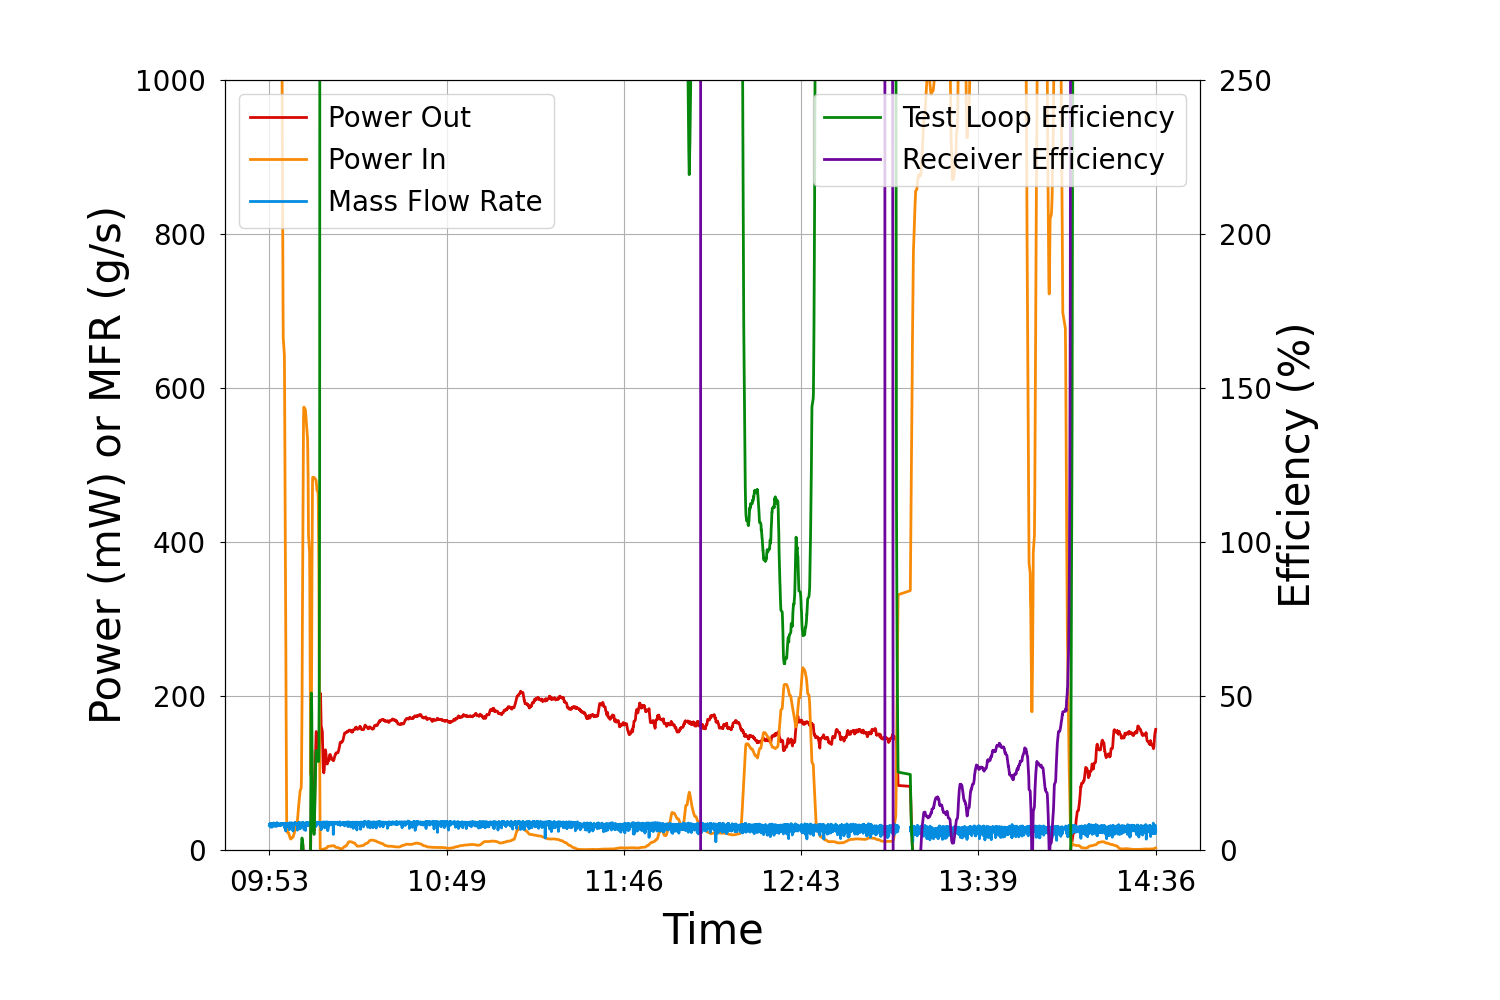 1000
800
600
400
200
0
Power (mW) or MFR (g/s)
Power Out
Power In
Mass Flow Rate
Test Loop Efficiency
Receiver Efficiency
250
200
150
100
50
0
Efficiency (%)
09:53 10:49 11:46 12:43 13:39 14:36
Time